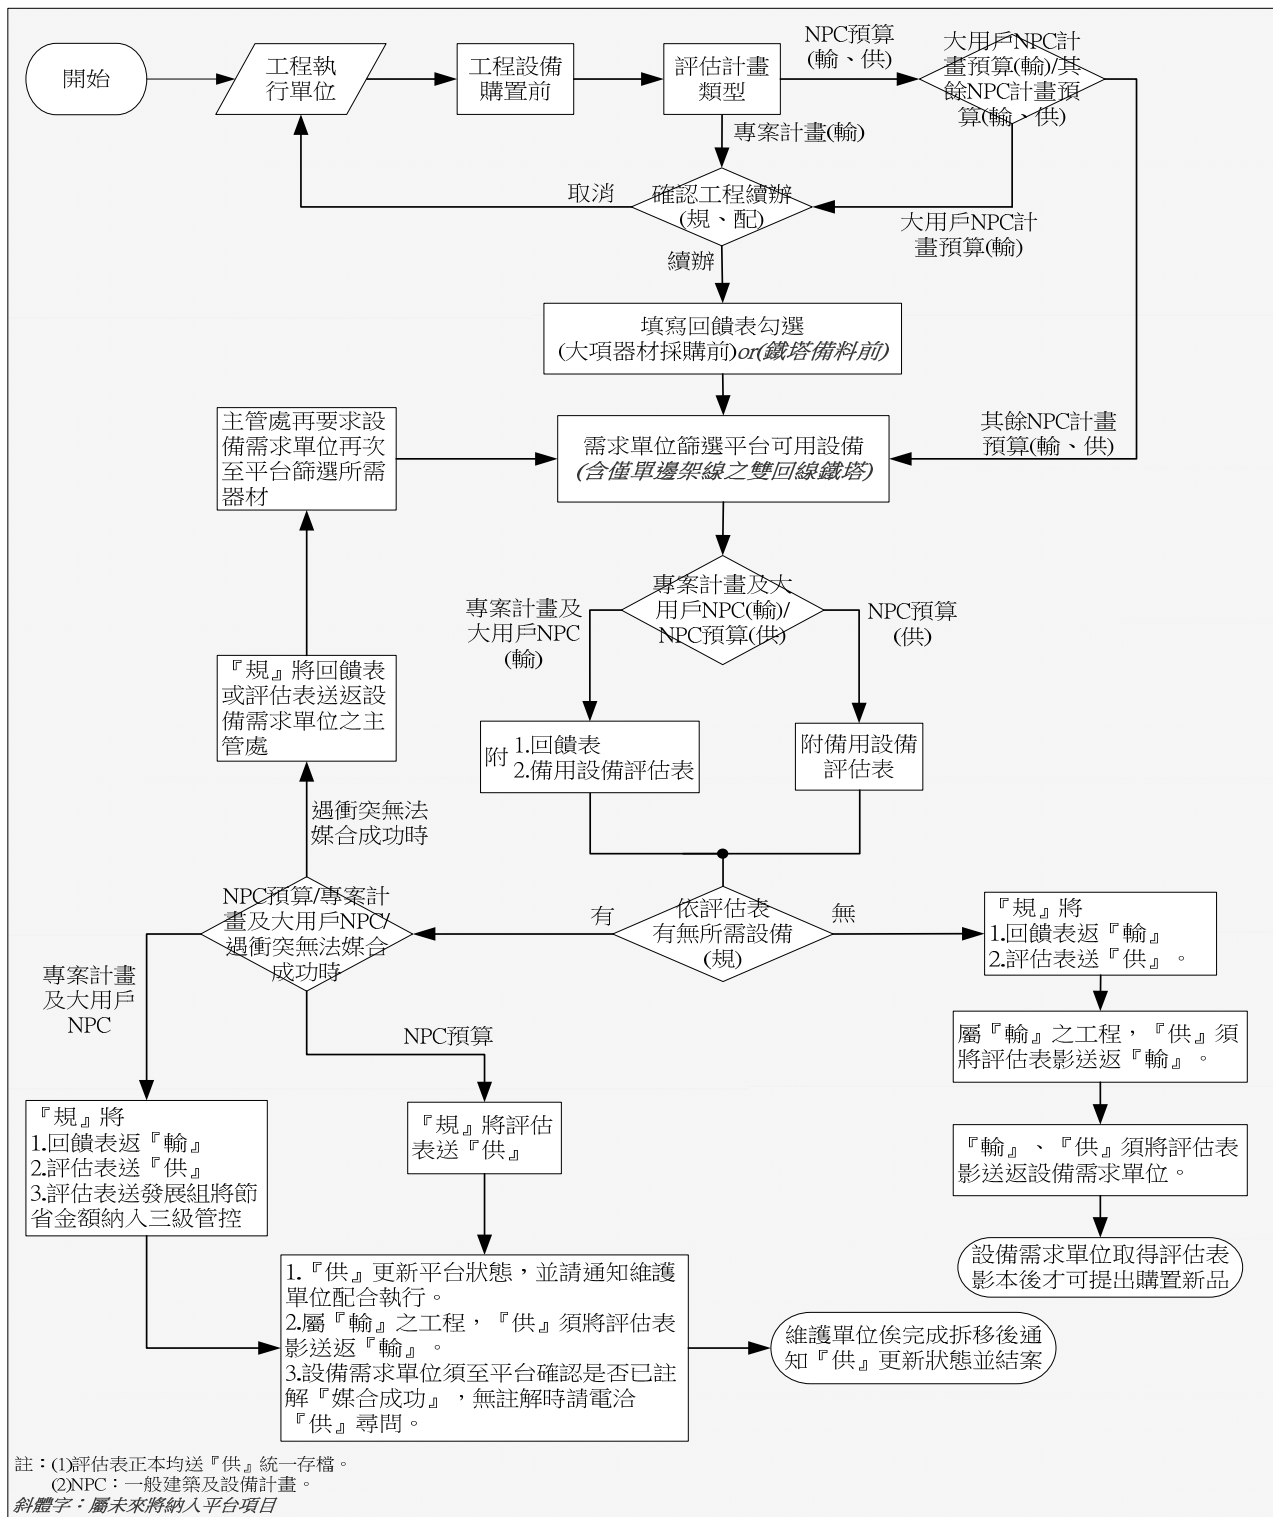 開始
工程執
行單位
工程設備
購置前
評估計畫
類型
NPC預算
(輸、供)
大用戶NPC計
畫預算(輸)/其
餘NPC計畫預
算(輸、供)
專案計畫(輸)
取消
確認工程續辦
(規、配)
大用戶NPC計
畫預算(輸)
續辦
填寫回饋表勾選
(大項器材採購前)or(鐵塔備料前)
主管處再要求設
備需求單位再次
至平台篩選所需
器材
需求單位篩選平台可用設備
(含僅單邊架線之雙回線鐵塔)
其餘NPC計畫
預算(輸、供)
專案計畫及大
用戶NPC(輸)/
NPC預算(供)
專案計畫及
大用戶NPC
(輸)
NPC預算
(供)
『規』將回饋表
或評估表送返設
備需求單位之主
管處
附
1.回饋表
2.備用設備評估表
附備用設備
評估表
遇衝突無法
媒合成功時
NPC預算/專案計
畫及大用戶NPC/
遇衝突無法媒合
成功時
有
依評估表
有無所需設備
(規)
無
『規』將
1.回饋表返『輸』
2.評估表送『供』。
專案計畫
及大用戶
NPC
NPC預算
屬『輸』之工程，『供』須
將評估表影送返『輸』。
『規』將
1.回饋表返『輸』
2.評估表送『供』
3.評估表送發展組將節
省金額納入三級管控
『規』將評估
表送『供』
『輸』、『供』須將評估表
影送返設備需求單位。
設備需求單位取得評估表
影本後才可提出購置新品
1.『供』更新平台狀態，並請通知維護
單位配合執行。
2.屬『輸』之工程，『供』須將評估表
影送返『輸』。
3.設備需求單位須至平台確認是否已註
解『媒合成功』，無註解時請電洽
『供』尋問。
維護單位俟完成拆移後通
知『供』更新狀態並結案
註：(1)評估表正本均送『供』統一存檔。
(2)NPC：一般建築及設備計畫。
斜體字：屬未來將納入平台項目